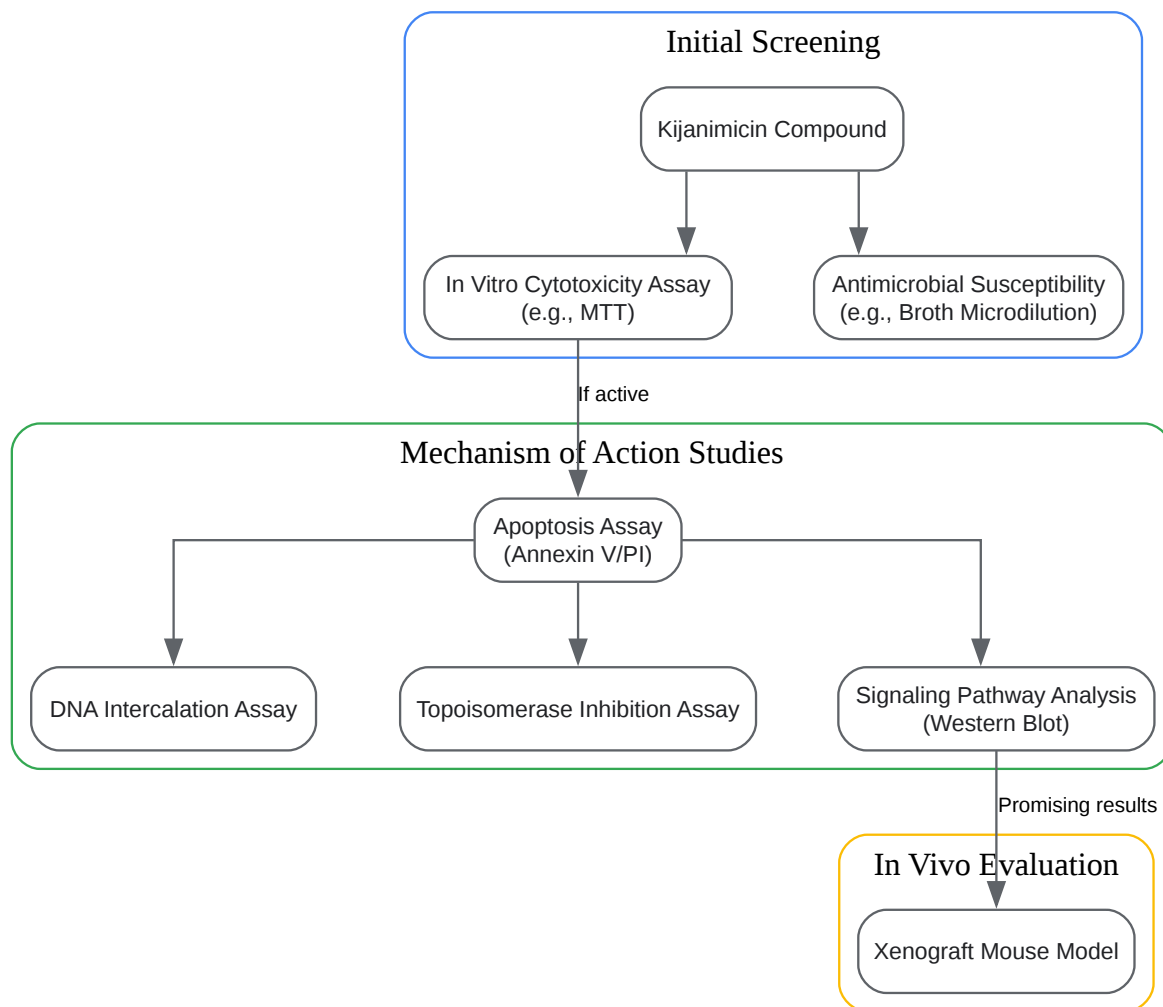 Initial Screening
Kijanimicin Compound
In Vitro Cytotoxicity Assay
(e.g., MTT)
Antimicrobial Susceptibility
(e.g., Broth Microdilution)
If active
Mechanism of Action Studies
Apoptosis Assay
(Annexin V/PI)
DNA Intercalation Assay
Topoisomerase Inhibition Assay
Signaling Pathway Analysis
(Western Blot)
Promising results
In Vivo Evaluation
Xenograft Mouse Model